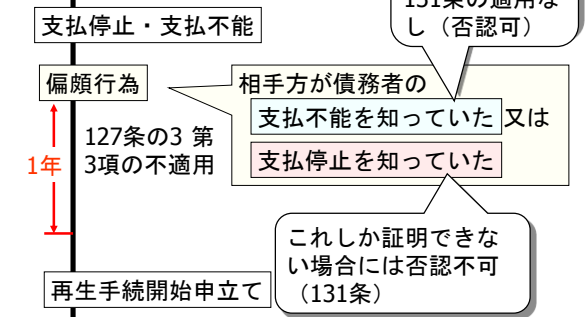 131条の適用な
し（否認可）
支払停止・支払不能
偏頗行為
相手方が債務者の
支払不能を知っていた 又は
支払停止を知っていた
127条の3 第
3項の不適用
1年
これしか証明できな
い場合には否認不可
（131条）
再生手続開始申立て